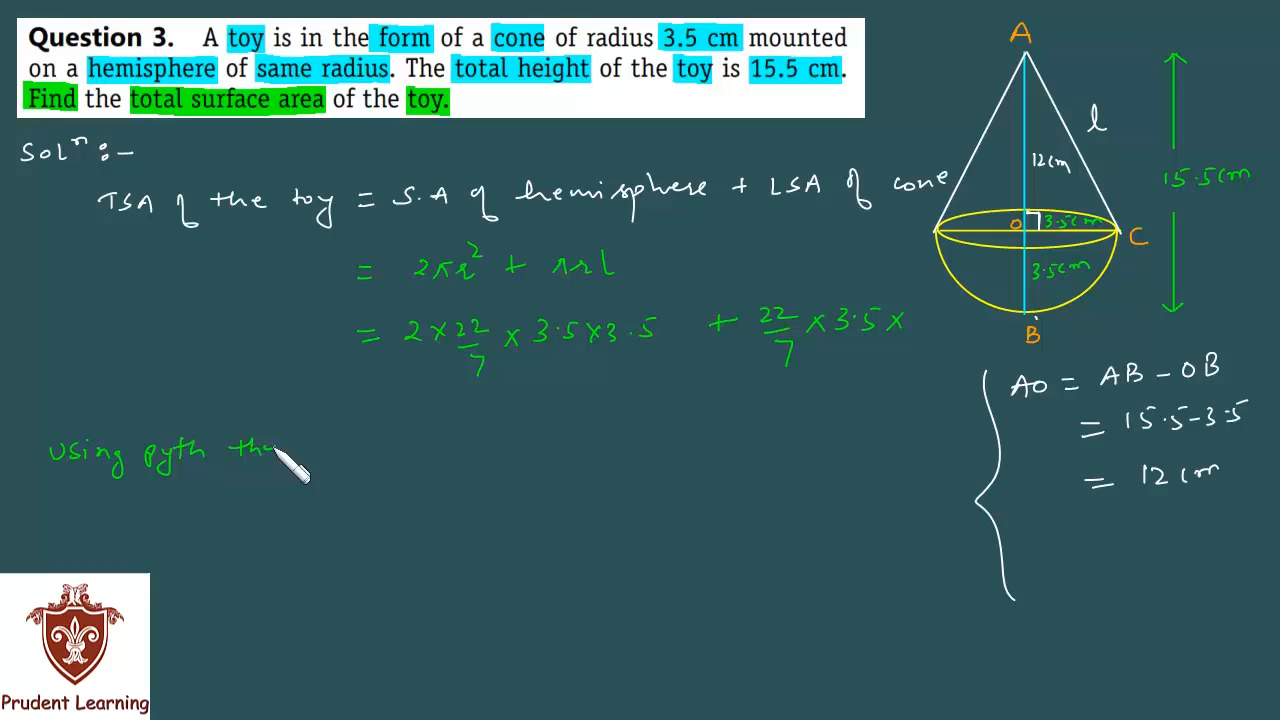 Question 3. A toy is in the form of a cone of radius 3.5 cm mounted
on a hemisphere of same radius. The total height of the toy is 15.5 cm.
Find the total surface area of the toy.
Solⁿ :-
TSA of the toy = S.A of hemisphere + LSA of cone
= 2πr² + πrl
= 2 × 22/7 × 3.5 × 3.5 + 22/7 × 3.5 ×
Using pyth the
A
l
12cm
15.5cm
O
3.5cm
C
3.5cm
B
AO = AB - OB
= 15.5-3.5
= 12cm
Prudent Learning